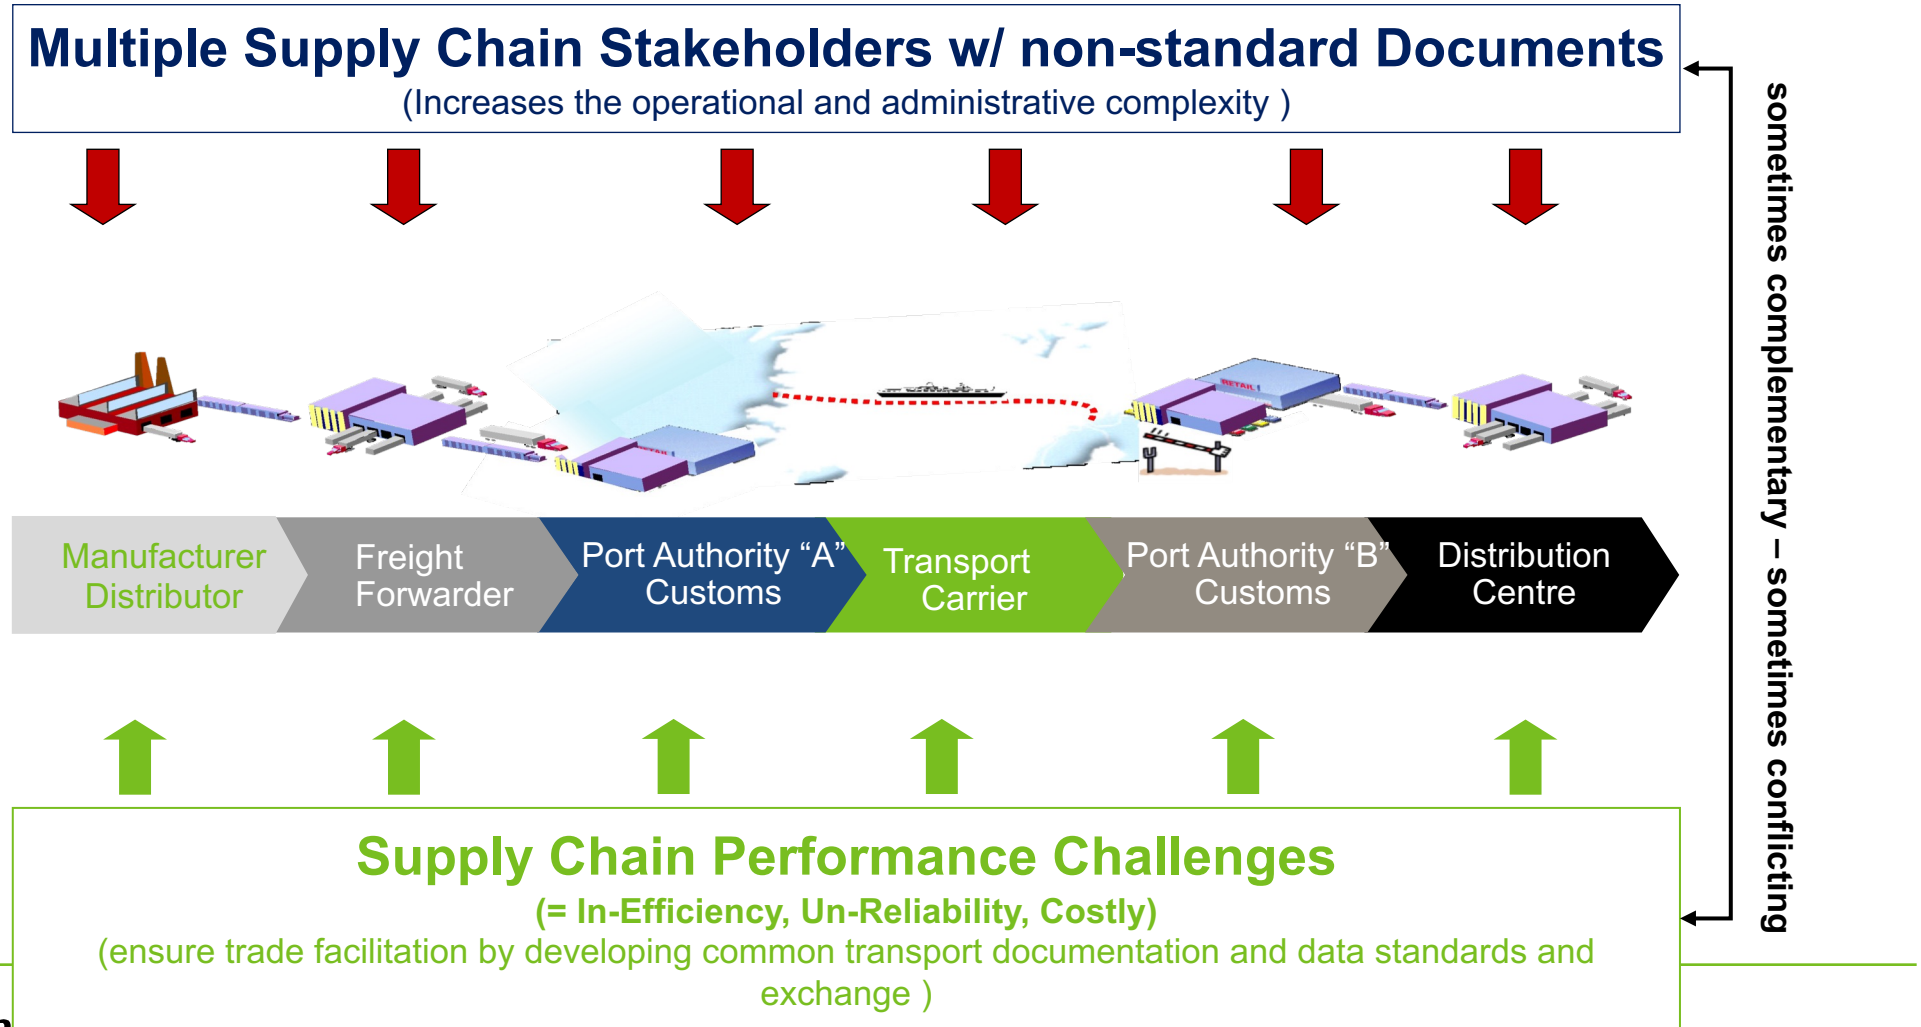 Multiple Supply Chain Stakeholders w/ non-standard Documents
(Increases the operational and administrative complexity )
sometimes complementary – sometimes conflicting
RETAIL
Manufacturer
Distributor
Freight
Forwarder
Port Authority “A”
Customs
Transport
Carrier
Port Authority “B”
Customs
Distribution
Centre
Supply Chain Performance Challenges
(= In-Efficiency, Un-Reliability, Costly)
(ensure trade facilitation by developing common transport documentation and data standards and
exchange )